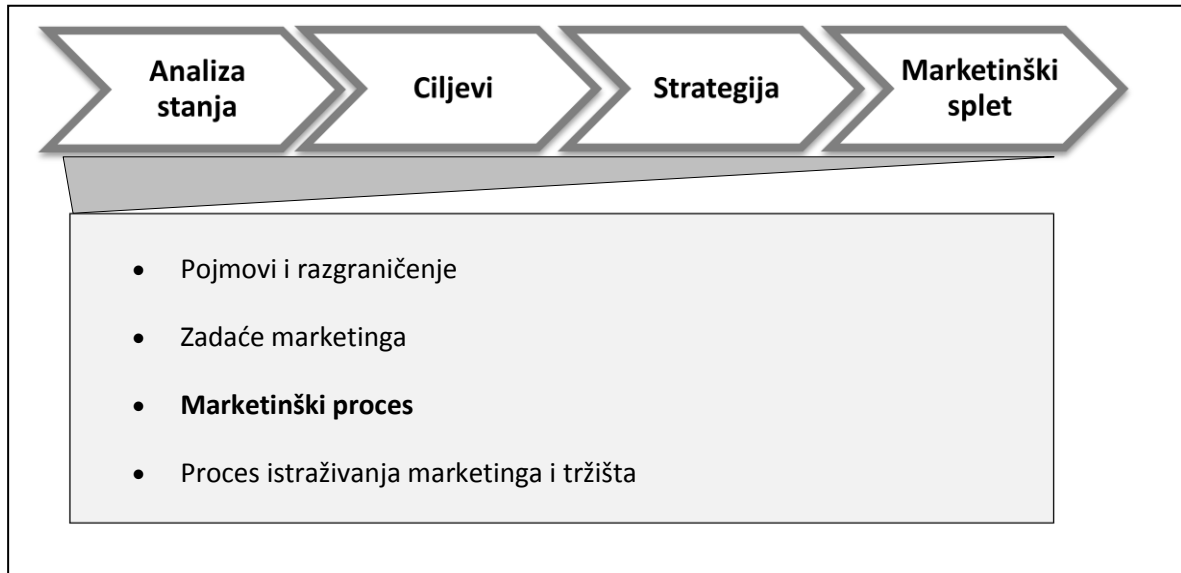 Analiza
stanja
Ciljevi
Strategija
Marketinški
splet
• Pojmovi i razgraničenje
• Zadaće marketinga
• Marketinški proces
• Proces istraživanja marketinga i tržišta